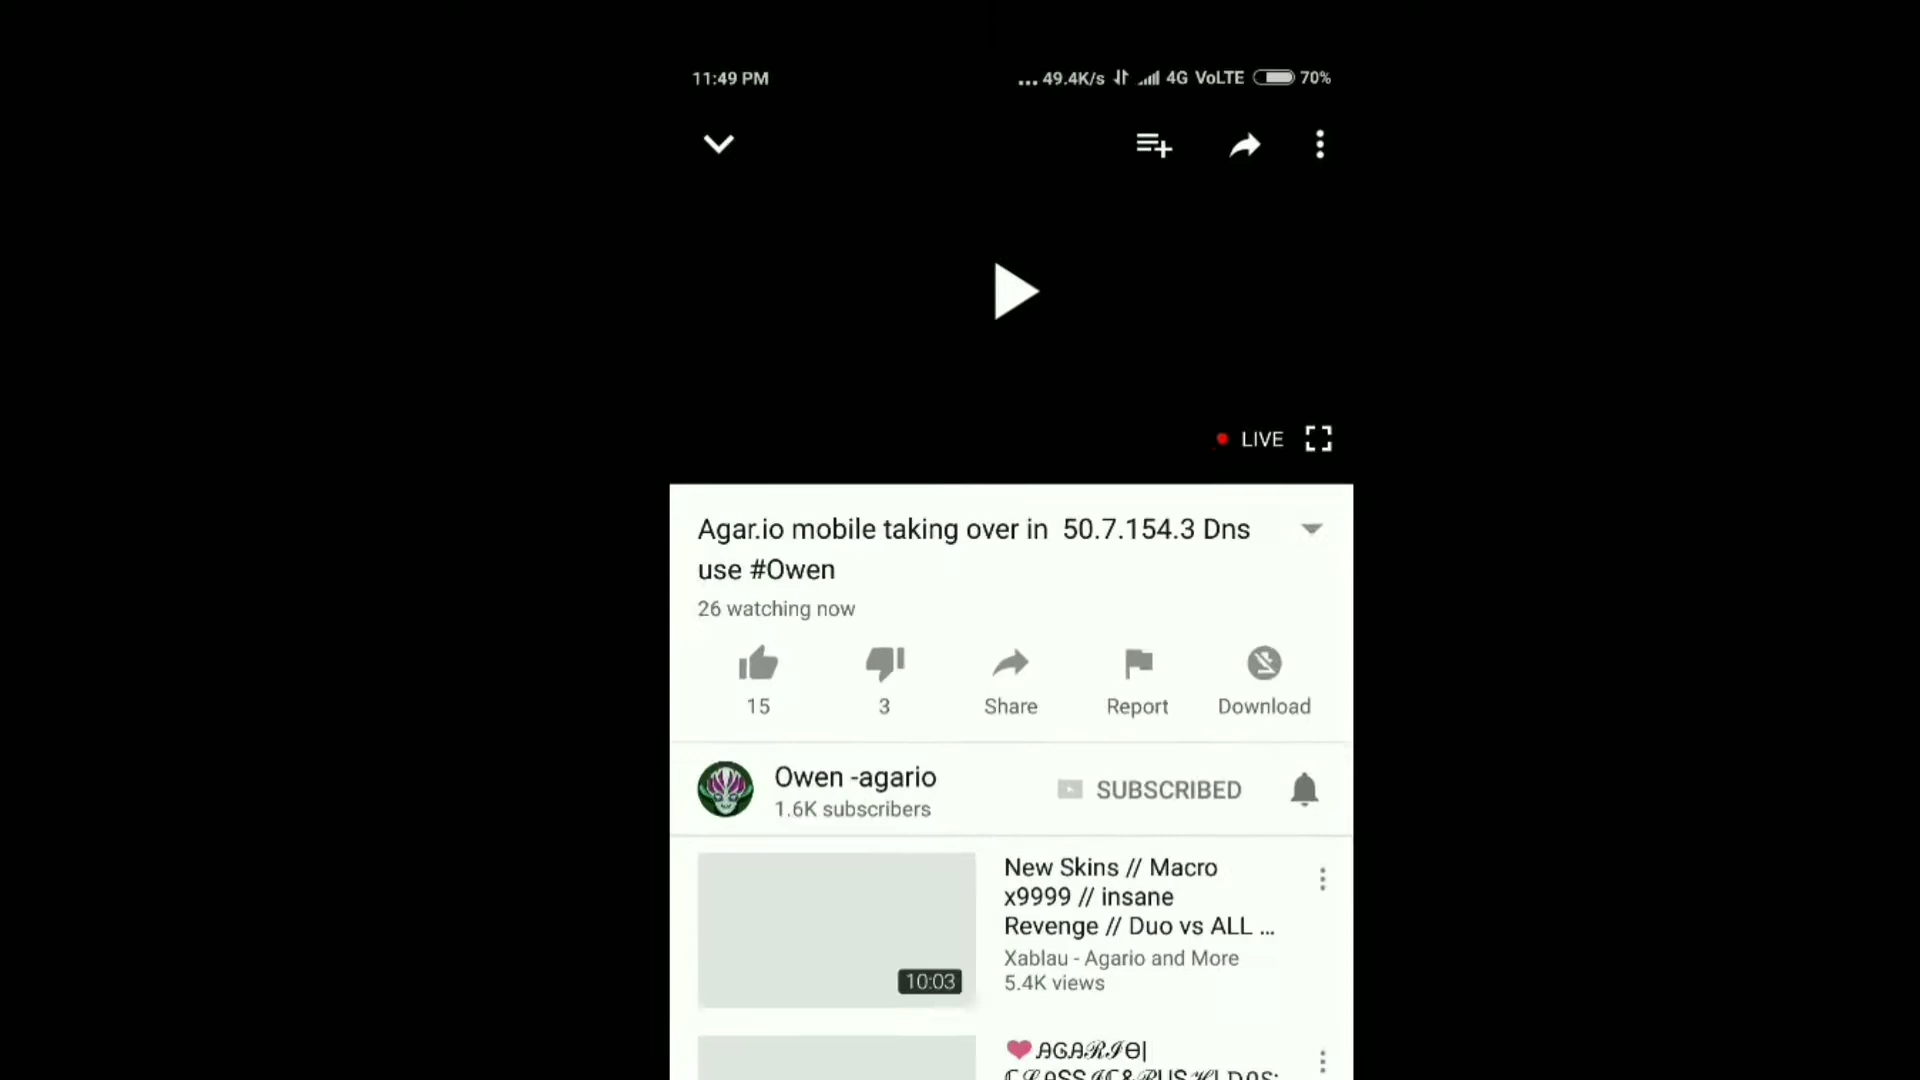 11:49 PM
... 49.4K/s 4G VoLTE 70%
LIVE
Agar.io mobile taking over in 50.7.154.3 Dns
use #Owen
26 watching now
15
3
Share
Report
Download
Owen -agario
1.6K subscribers
SUBSCRIBED
New Skins // Macro
x9999 // insane
Revenge // Duo vs ALL ...
Xablau - Agario and More
5.4K views
10:03